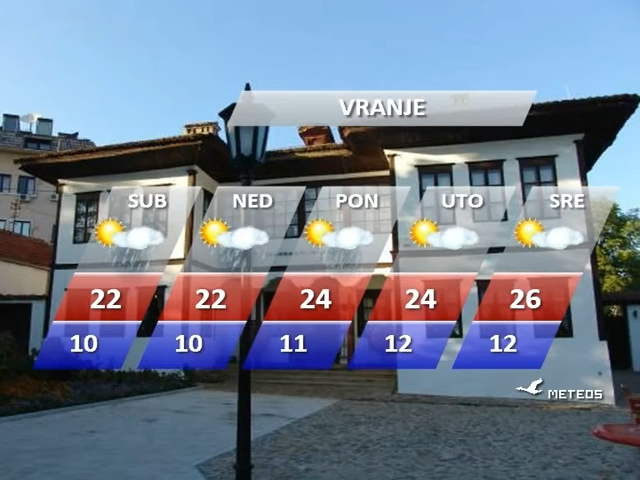 VRANJE
SUB NED PON UTO SRE
22 22 24 24 26
10 10 11 12 12
METEOS